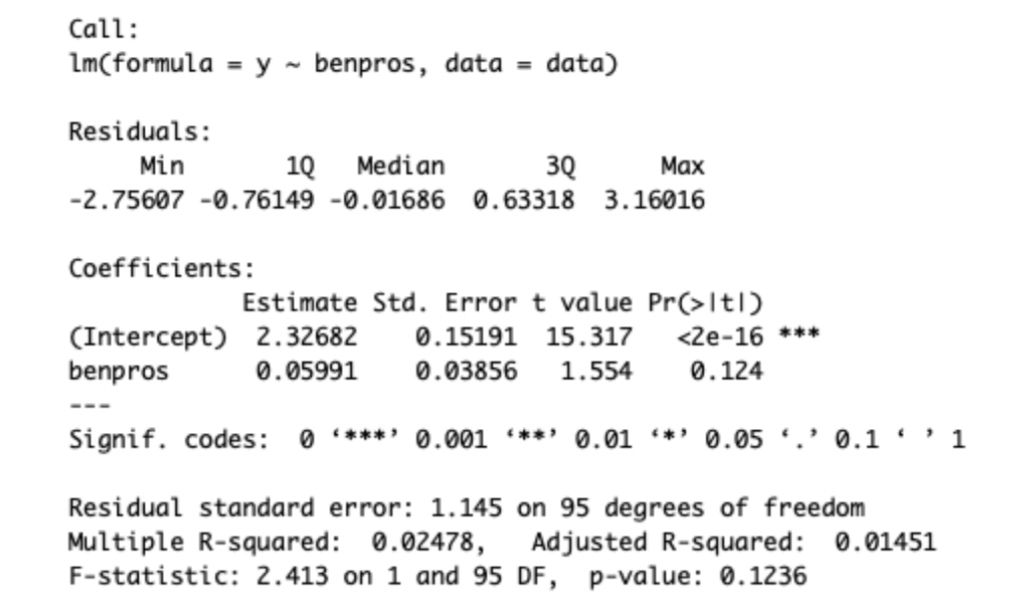 Call:
lm(formula = y ~ benpros, data = data)
Residuals:
Min 1Q Median 3Q Max
-2.75607 -0.76149 -0.01686 0.63318 3.16016
Coefficients:
Estimate Std. Error t value Pr(>|t|)
(Intercept) 2.32682 0.15191 15.317 <2e-16 ***
benpros 0.05991 0.03856 1.554 0.124
---
Signif. codes: 0 ‘***’ 0.001 ‘**’ 0.01 ‘*’ 0.05 ‘.’ 0.1 ‘ ’ 1
Residual standard error: 1.145 on 95 degrees of freedom
Multiple R-squared: 0.02478, Adjusted R-squared: 0.01451
F-statistic: 2.413 on 1 and 95 DF, p-value: 0.1236